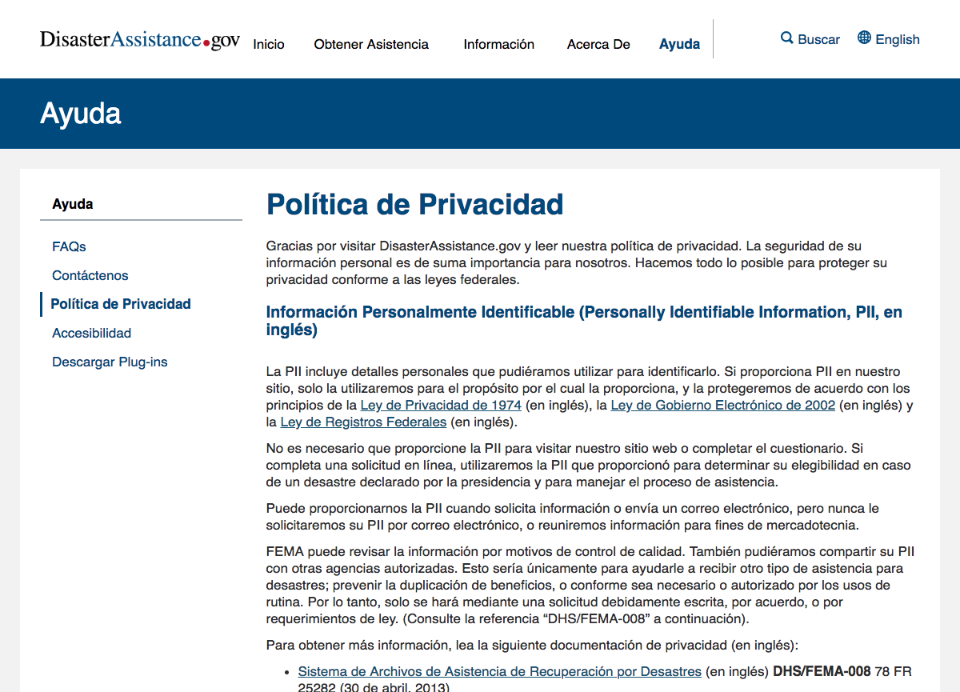 DisasterAssistance.gov
Inicio
Obtener Asistencia
Información
Acerca De
Ayuda
Buscar
English
Ayuda
Ayuda
FAQs
Contáctenos
Política de Privacidad
Accesibilidad
Descargar Plug-ins
Política de Privacidad
Gracias por visitar DisasterAssistance.gov y leer nuestra política de privacidad. La seguridad de su
información personal es de suma importancia para nosotros. Hacemos todo lo posible para proteger su
privacidad conforme a las leyes federales.
Información Personalmente Identificable (Personally Identifiable Information, PII, en
inglés)
La PII incluye detalles personales que pudiéramos utilizar para identificarlo. Si proporciona PII en nuestro
sitio, solo la utilizaremos para el propósito por el cual la proporciona, y la protegeremos de acuerdo con los
principios de la Ley de Privacidad de 1974 (en inglés), la Ley de Gobierno Electrónico de 2002 (en inglés) y
la Ley de Registros Federales (en inglés).
No es necesario que proporcione la PII para visitar nuestro sitio web o completar el cuestionario. Si
completa una solicitud en línea, utilizaremos la PII que proporcionó para determinar su elegibilidad en caso
de un desastre declarado por la presidencia y para manejar el proceso de asistencia.
Puede proporcionarnos la PII cuando solicita información o envía un correo electrónico, pero nunca le
solicitaremos su PII por correo electrónico, o reuniremos información para fines de mercadotecnia.
FEMA puede revisar la información por motivos de control de calidad. También pudiéramos compartir su PII
con otras agencias autorizadas. Esto sería únicamente para ayudarle a recibir otro tipo de asistencia para
desastres; prevenir la duplicación de beneficios, o conforme sea necesario o autorizado por los usos de
rutina. Por lo tanto, solo se hará mediante una solicitud debidamente escrita, por acuerdo, o por
requerimientos de ley. (Consulte la referencia “DHS/FEMA-008” a continuación).
Para obtener más información, lea la siguiente documentación de privacidad (en inglés):
• Sistema de Archivos de Asistencia de Recuperación por Desastres (en inglés) DHS/FEMA-008 78 FR
25282 (30 de abril, 2013)